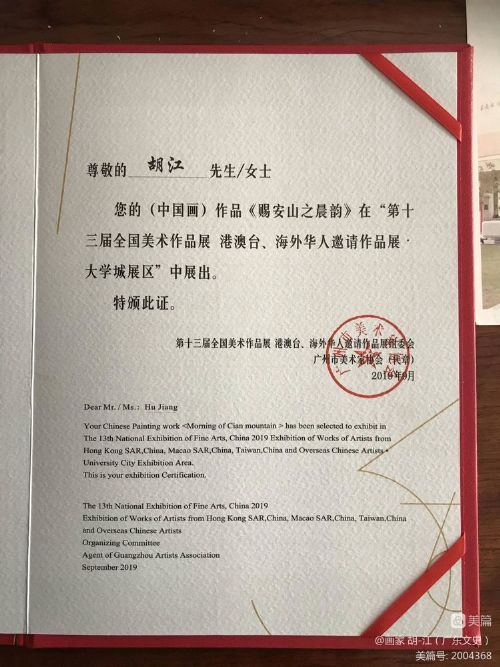 尊敬的 胡江 先生/女士
您的（中国画）作品《赐安山之晨韵》在“第十
三届全国美术作品展 港澳台、海外华人邀请作品展·
大学城展区”中展出。
特颁此证。
第十三届全国美术作品展 港澳台、海外华人邀请作品展组委会
广州市美术家协会（代章）
2019年9月
Dear Mr. / Ms.: Hu Jiang
Your Chinese Painting work <Morning of Cian mountain > has been selected to exhibit in
The 13th National Exhibition of Fine Arts, China 2019 Exhibition of Works of Artists from
Hong Kong SAR,China, Macao SAR,China, Taiwan,China and Overseas Chinese Artists •
University City Exhibition Area.
This is your exhibition Certification.
The 13th National Exhibition of Fine Arts, China 2019
Exhibition of Works of Artists from Hong Kong SAR,China, Macao SAR,China, Taiwan,China
and Overseas Chinese Artists
Organizing Committee
Agent of Guangzhou Artists Association
September 2019
美篇
@画家 胡-江（广东文史）
美篇号: 2004368